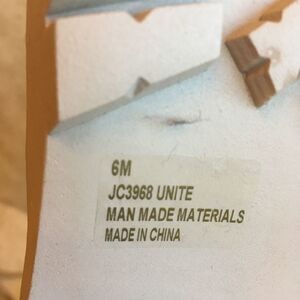 6M
JC3968 UNITE
MAN MADE MATERIALS
MADE IN CHINA